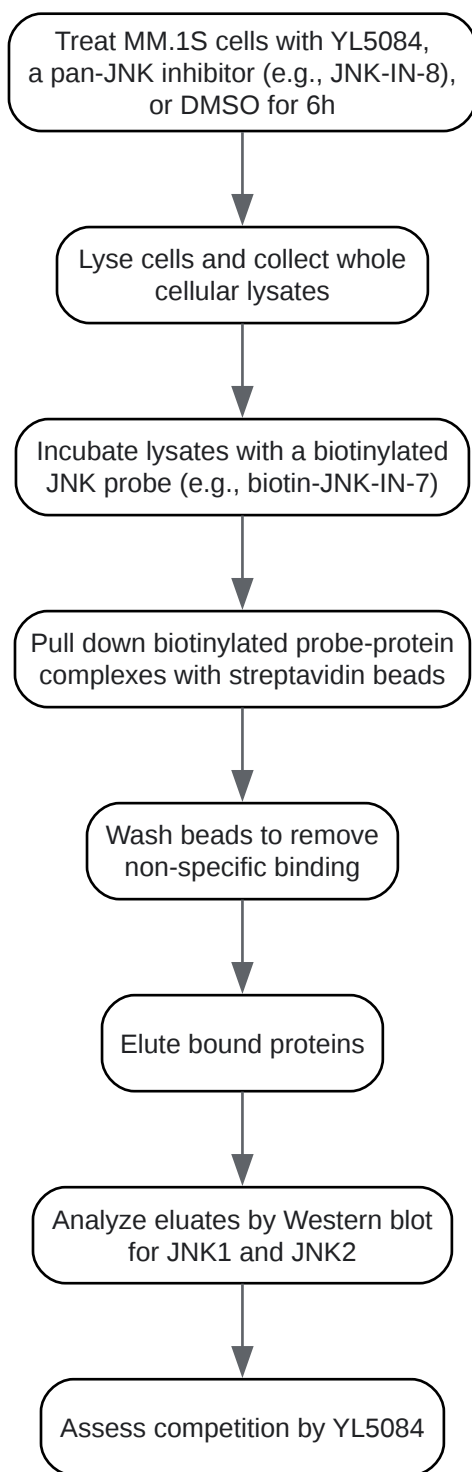 Treat MM.1S cells with YL5084,
a pan-JNK inhibitor (e.g., JNK-IN-8),
or DMSO for 6h
Lyse cells and collect whole
cellular lysates
Incubate lysates with a biotinylated
JNK probe (e.g., biotin-JNK-IN-7)
Pull down biotinylated probe-protein
complexes with streptavidin beads
Wash beads to remove
non-specific binding
Elute bound proteins
Analyze eluates by Western blot
for JNK1 and JNK2
Assess competition by YL5084